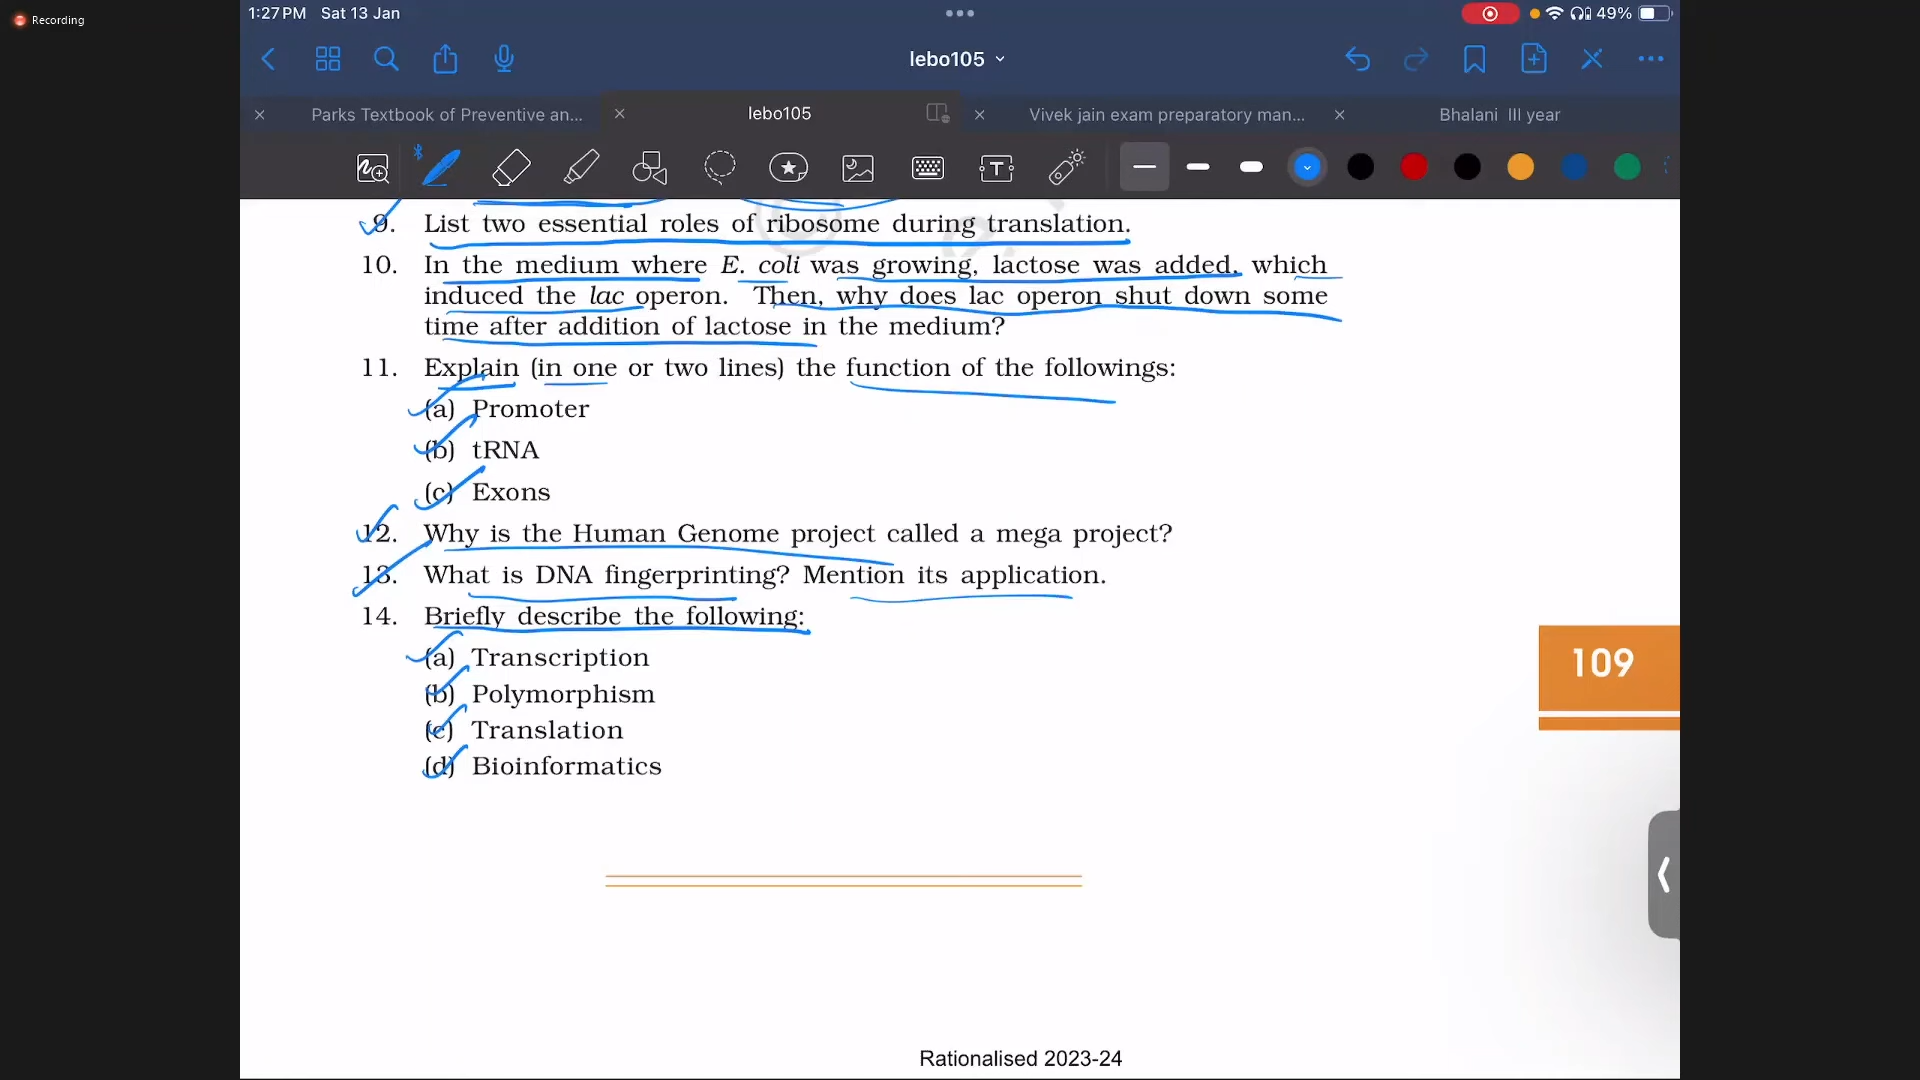 Recording
1:27 PM Sat 13 Jan
49%
lebo105
Parks Textbook of Preventive an...
lebo105
Vivek jain exam preparatory man...
Bhalani III year
9. List two essential roles of ribosome during translation.
10. In the medium where E. coli was growing, lactose was added, which
induced the lac operon. Then, why does lac operon shut down some
time after addition of lactose in the medium?
11. Explain (in one or two lines) the function of the followings:
(a) Promoter
(b) tRNA
(c) Exons
12. Why is the Human Genome project called a mega project?
13. What is DNA fingerprinting? Mention its application.
14. Briefly describe the following:
(a) Transcription
(b) Polymorphism
(c) Translation
(d) Bioinformatics
109
Rationalised 2023-24